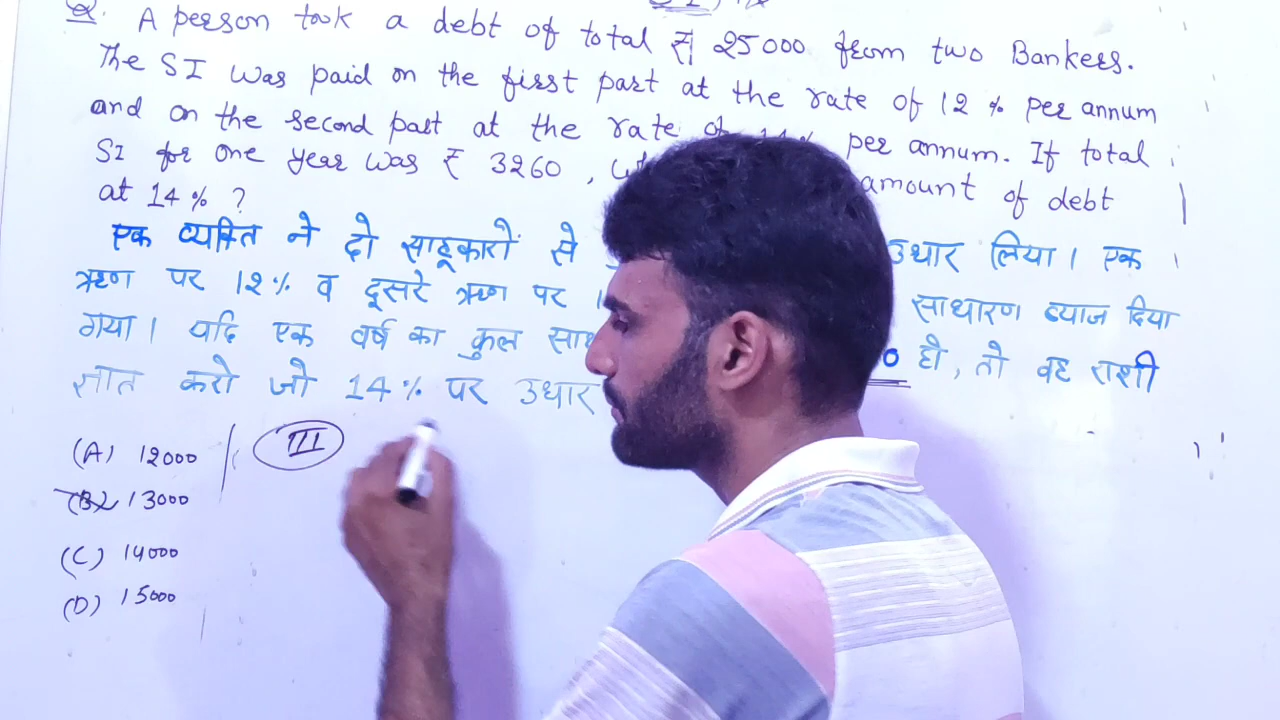 Q. A person took a debt of total ₹ 25000 from two Bankers.
The SI was paid on the first part at the rate of 12 % per annum
and on the second part at the rate of 14% per annum. If total
SI for one year was ₹ 3260 , amount of debt
at 14 % ?
एक व्यक्ति ने दो साहूकारों से उधार लिया । एक
ऋण पर 12% व दूसरे ऋण पर साधारण ब्याज दिया
गया । यदि एक वर्ष का कुल हो , तो वह राशी
ज्ञात करो जो 14 % पर उधार
(A) 12000
III
(B) 13000
(C) 14000
(D) 15000